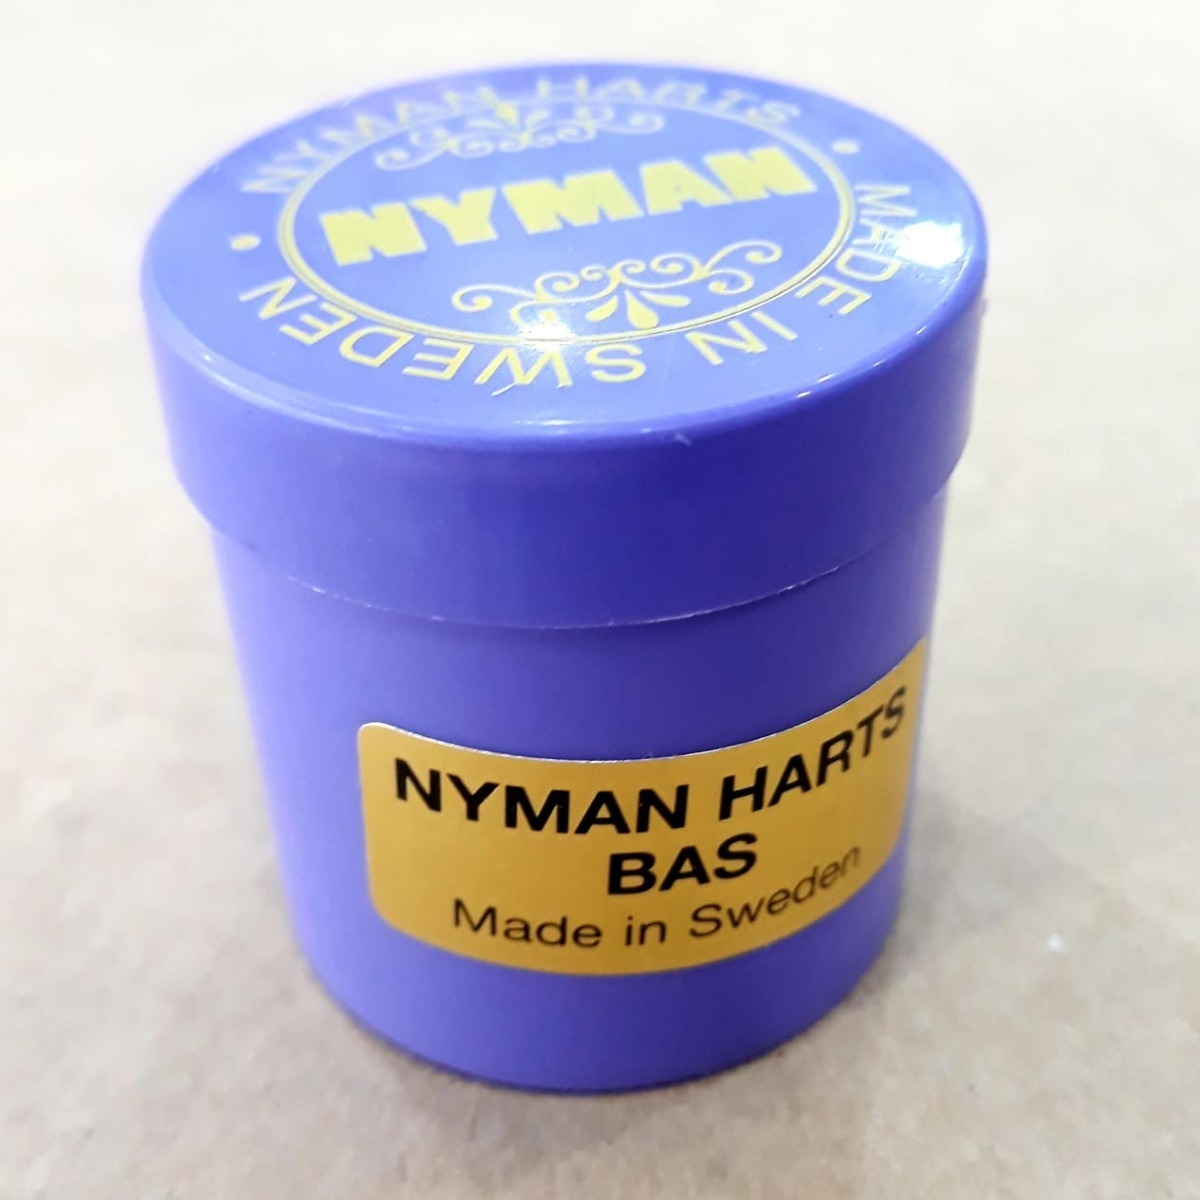 NYMAN HARTS
NYMAN
• MADE IN SWEDEN •
NYMAN HARTS
BAS
Made in Sweden